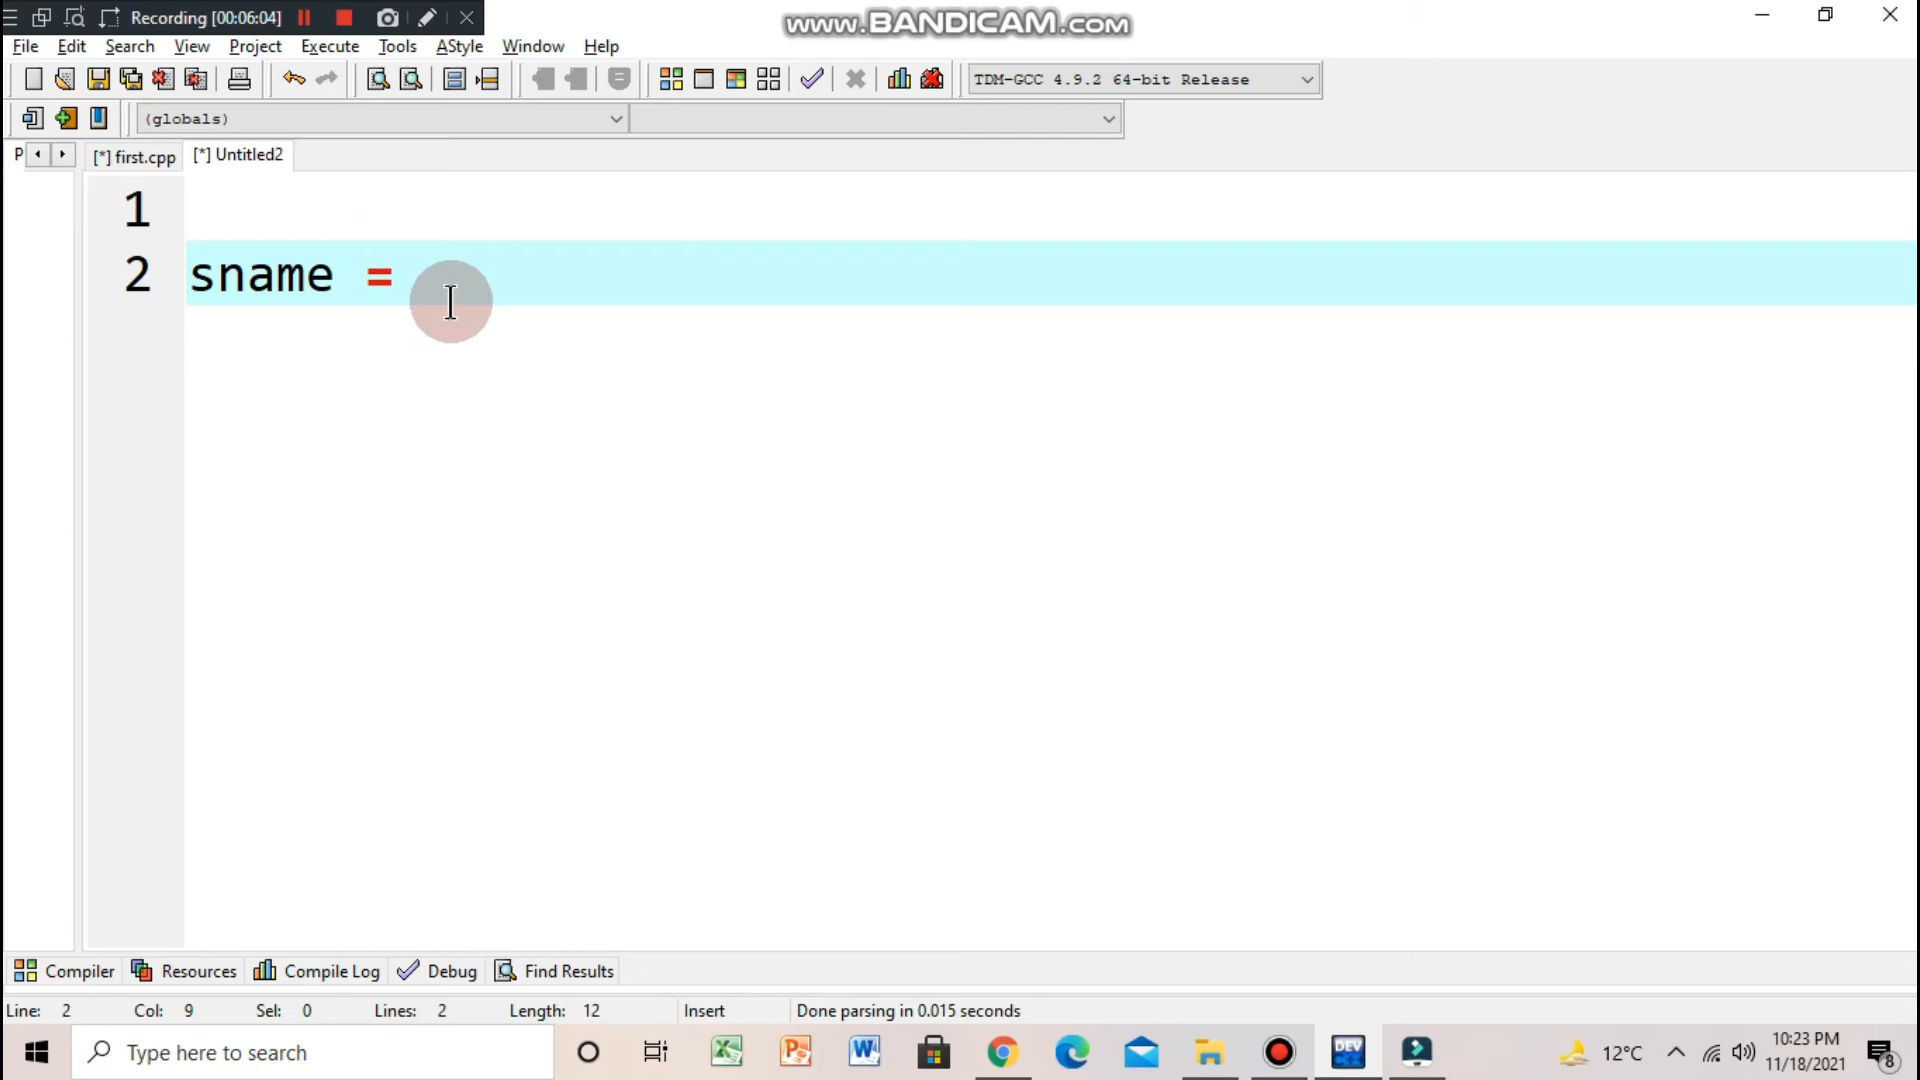 Recording [00:06:04]
www.BANDICAM.com
File Edit Search View Project Execute Tools AStyle Window Help
TDM-GCC 4.9.2 64-bit Release
(globals)
P [*] first.cpp [*] Untitled2
1
2 sname =
Compiler Resources Compile Log Debug Find Results
Line: 2 Col: 9 Sel: 0 Lines: 2 Length: 12 Insert Done parsing in 0.015 seconds
Type here to search
DEV
12°C
10:23 PM
11/18/2021
8